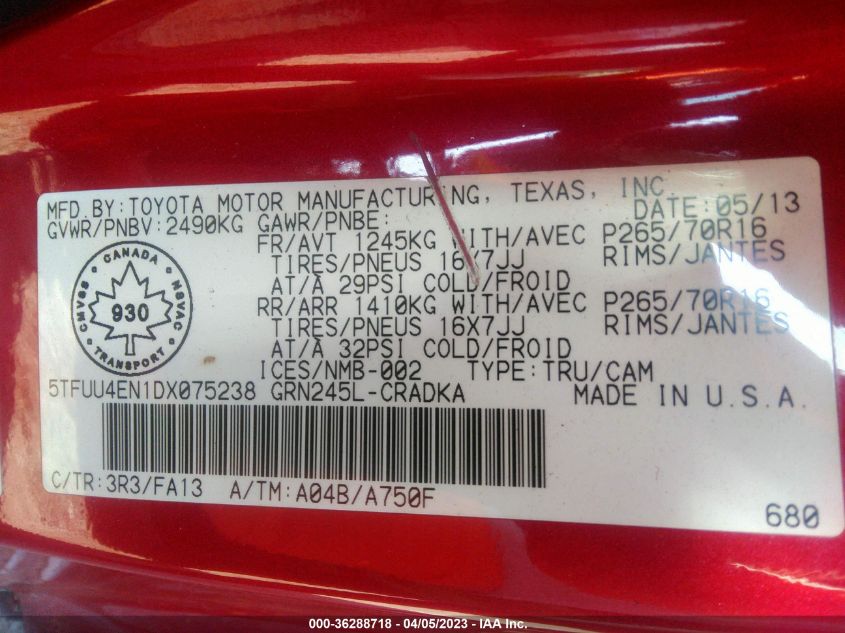 MFD.BY:TOYOTA MOTOR MANUFACTURING, TEXAS, INC.
GVWR/PNBV:2490KG GAWR/PNBE: DATE:05/13
FR/AVT 1245KG WITH/AVEC P265/70R16
TIRES/PNEUS 16X7JJ RIMS/JANTES
AT/À 29PSI COLD/FROID
RR/ARR 1410KG WITH/AVEC P265/70R16
TIRES/PNEUS 16X7JJ RIMS/JANTES
AT/À 32PSI COLD/FROID
ICES/NMB-002 TYPE:TRU/CAM
CANADA
CMVSS
NSVAC
930
TRANSPORT
5TFUU4EN1DX075238 GRN245L-CRADKA MADE IN U.S.A.
C/TR:3R3/FA13 A/TM:A04B/A750F
680
000-36288718 - 04/05/2023 - IAA Inc.